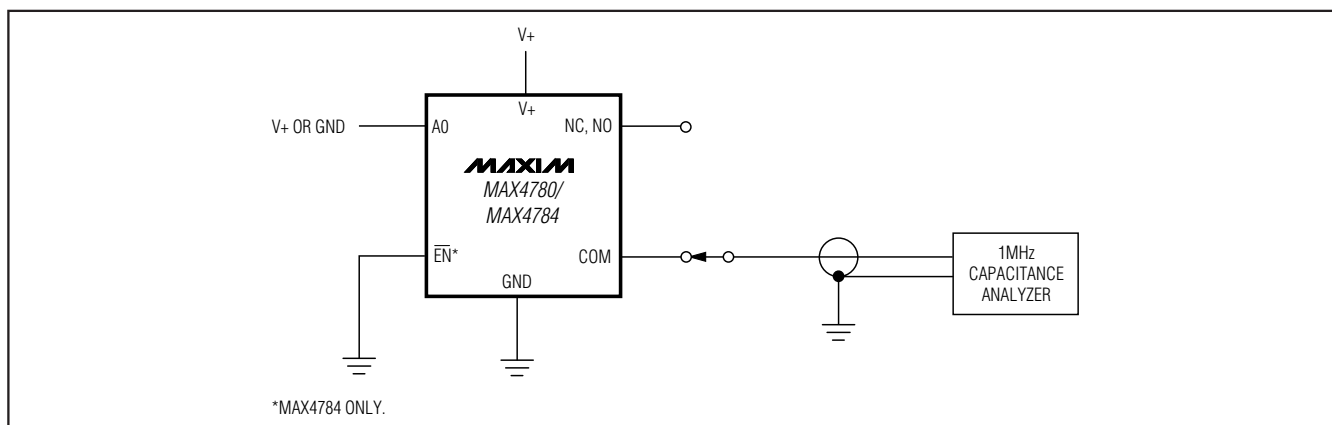 V+
V+
V+ OR GND
A0
NC, NO
MAXIM
MAX4780/
MAX4784
EN*
COM
GND
1MHz
CAPACITANCE
ANALYZER
*MAX4784 ONLY.